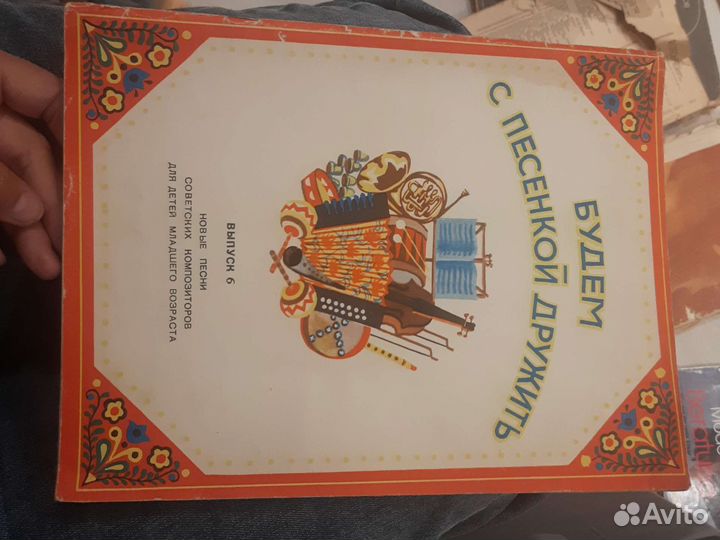 БУДЕМ
С ПЕСЕНКОЙ ДРУЖИТЬ
ВЫПУСК 6
НОВЫЕ ПЕСНИ
СОВЕТСКИХ КОМПОЗИТОРОВ
ДЛЯ ДЕТЕЙ МЛАДШЕГО ВОЗРАСТА
Avito